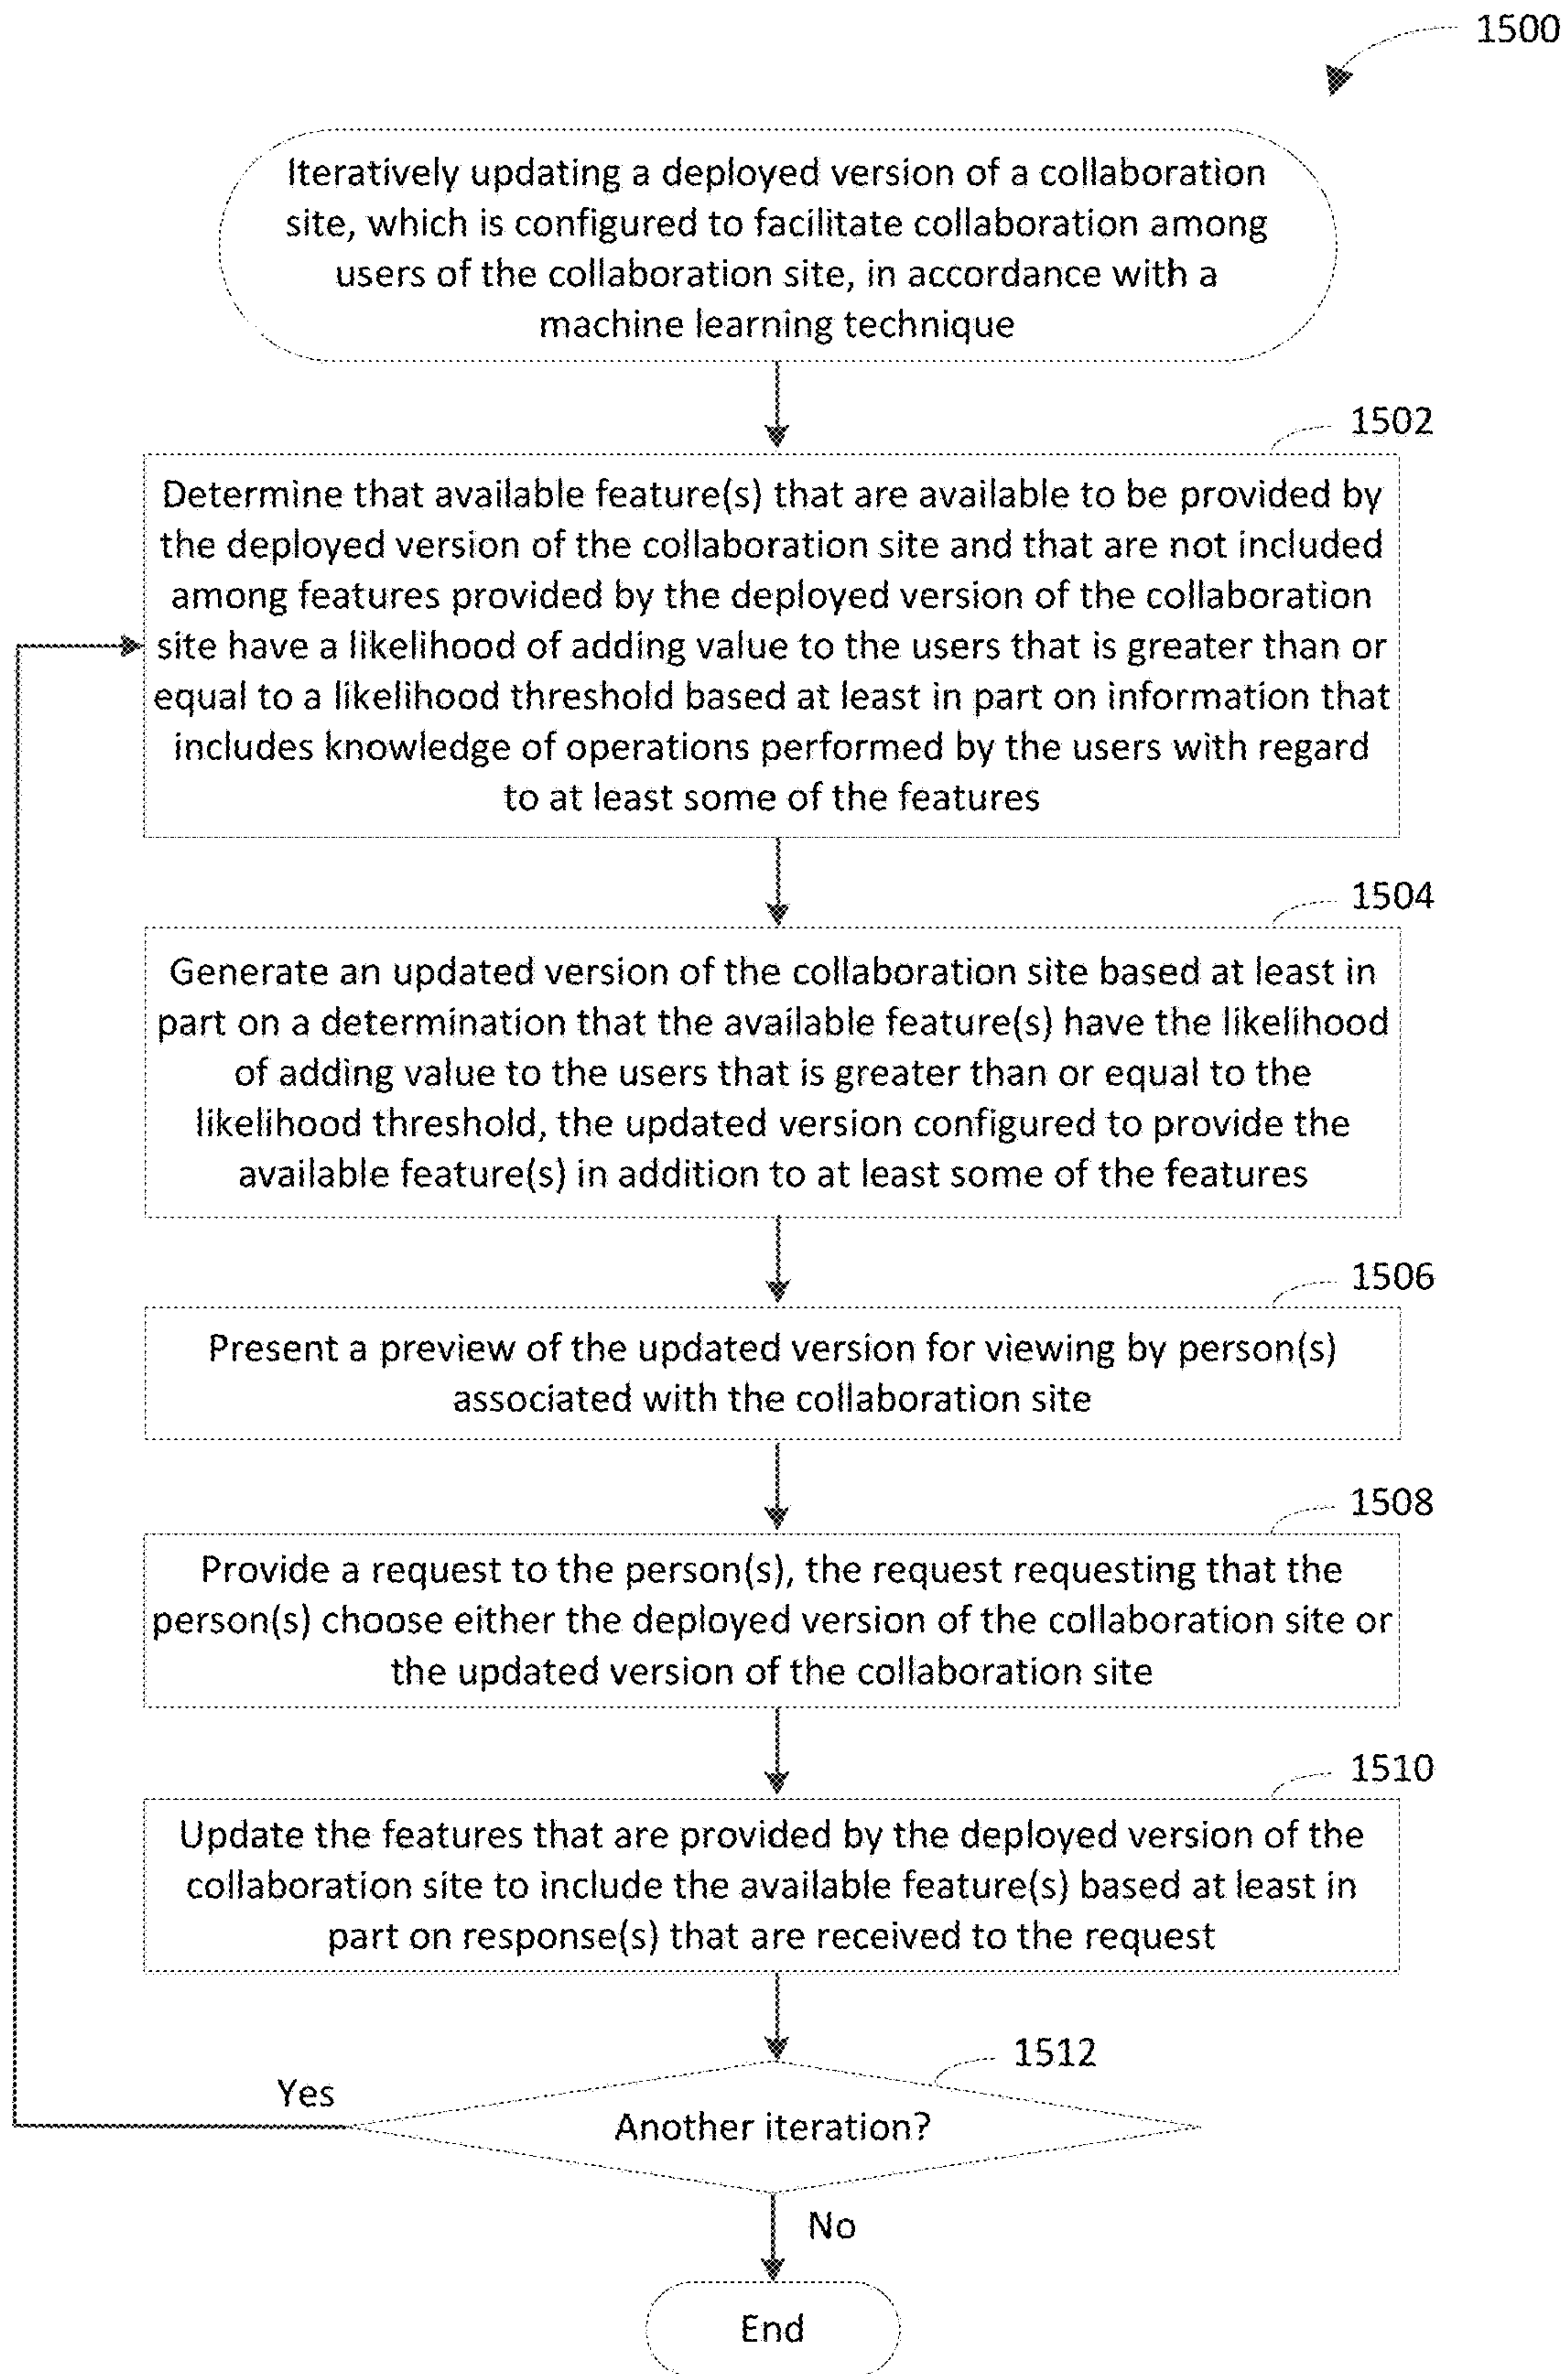 1500
Iteratively updating a deployed version of a collaboration
site, which is configured to facilitate collaboration among
users of the collaboration site, in accordance with a
machine learning technique
1502
Determine that available feature(s) that are available to be provided by
the deployed version of the collaboration site and that are not included
among features provided by the deployed version of the collaboration
site have a likelihood of adding value to the users that is greater than or
equal to a likelihood threshold based at least in part on information that
includes knowledge of operations performed by the users with regard
to at least some of the features
1504
Generate an updated version of the collaboration site based at least in
part on a determination that the available feature(s) have the likelihood
of adding value to the users that is greater than or equal to the
likelihood threshold, the updated version configured to provide the
available feature(s) in addition to at least some of the features
1506
Present a preview of the updated version for viewing by person(s)
associated with the collaboration site
1508
Provide a request to the person(s), the request requesting that the
person(s) choose either the deployed version of the collaboration site or
the updated version of the collaboration site
1510
Update the features that are provided by the deployed version of the
collaboration site to include the available feature(s) based at least in
part on response(s) that are received to the request
1512
Yes
Another iteration?
No
End